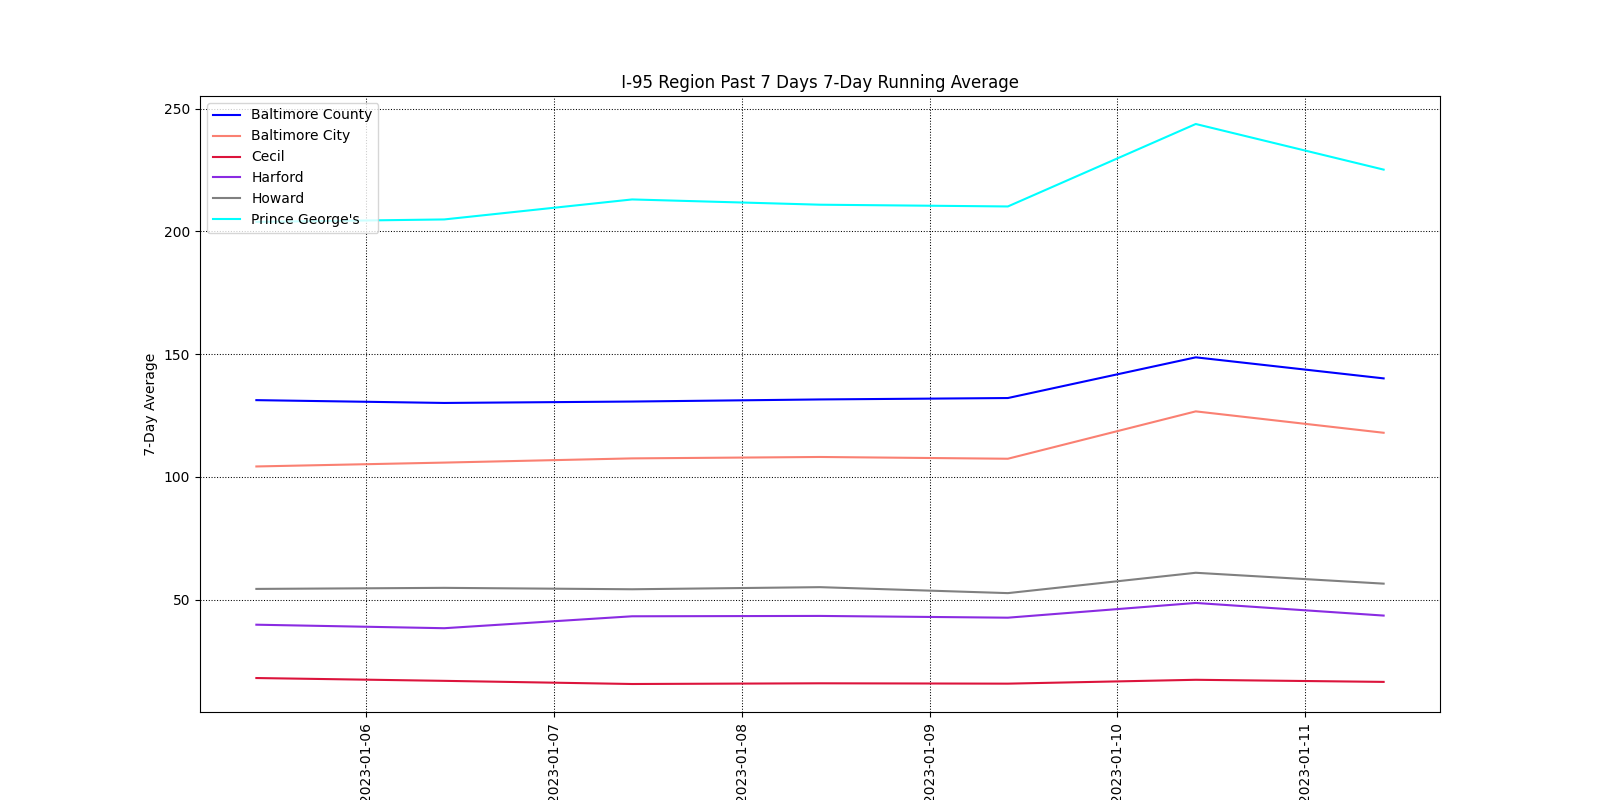 I-95 Region Past 7 Days 7-Day Running Average
Baltimore County
Baltimore City
Cecil
Harford
Howard
Prince George's
7-Day Average
250
200
150
100
50
2023-01-06
2023-01-07
2023-01-08
2023-01-09
2023-01-10
2023-01-11